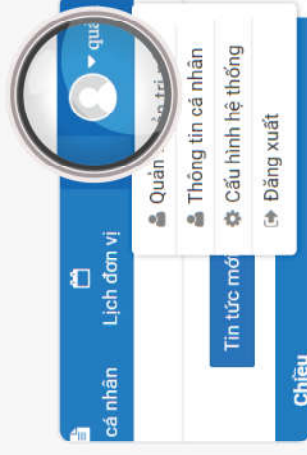 cá nhân
Lịch đơn vị
Quản
Thông tin cá nhân
Cấu hình hệ thống
Đăng xuất
Tin tức mới
Chiều